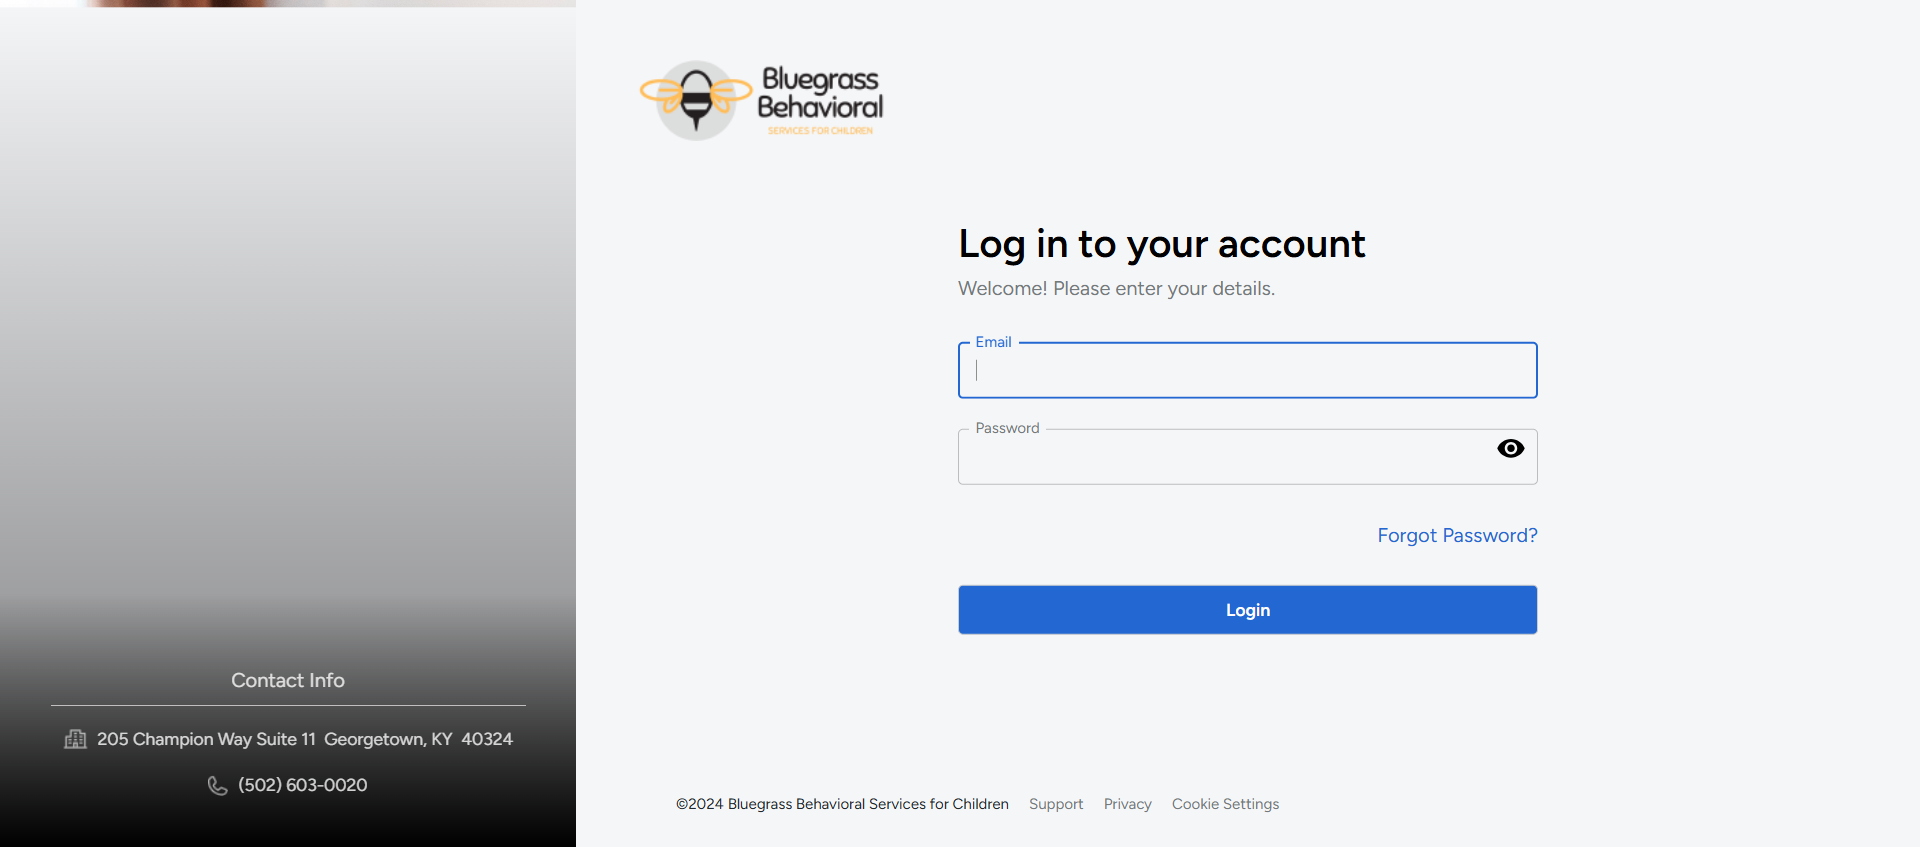 Bluegrass
Behavioral
SERVICES FOR CHILDREN
Log in to your account
Welcome! Please enter your details.
Email
Password
Forgot Password?
Login
Contact Info
205 Champion Way Suite 11 Georgetown, KY 40324
(502) 603-0020
©2024 Bluegrass Behavioral Services for Children Support Privacy Cookie Settings